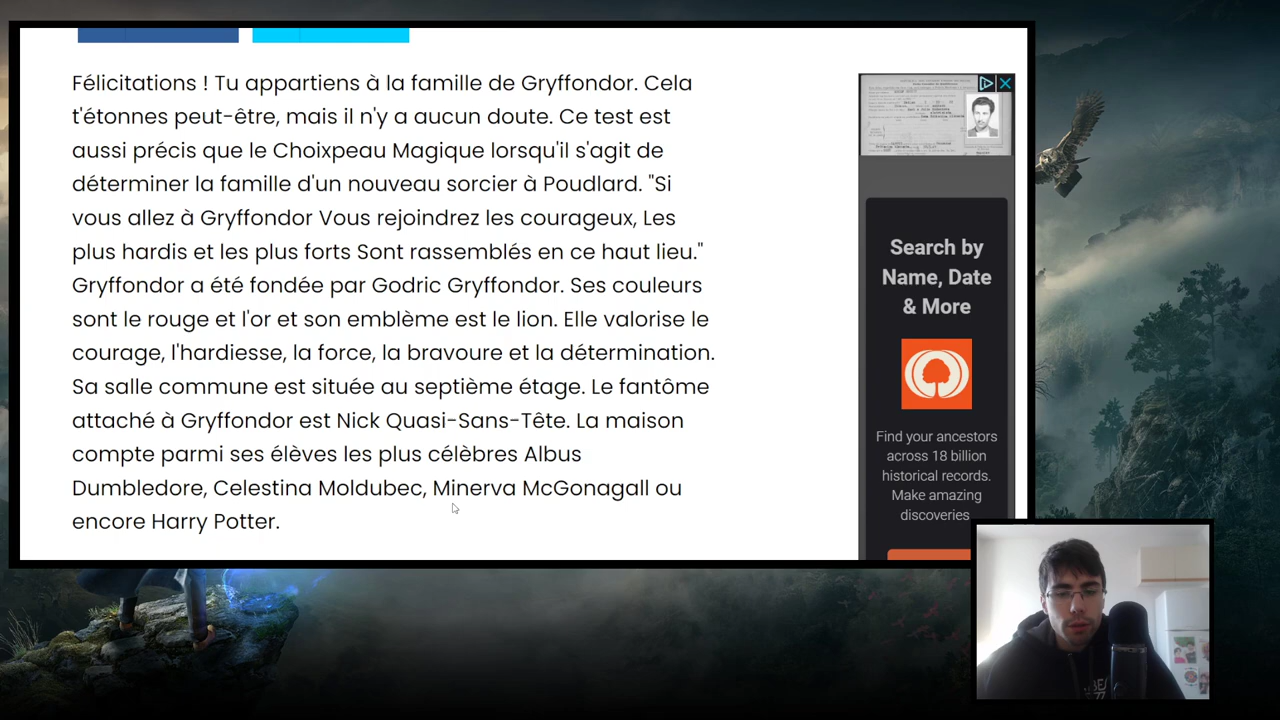 Félicitations ! Tu appartiens à la famille de Gryffondor. Cela
t'étonnes peut-être, mais il n'y a aucun doute. Ce test est
aussi précis que le Choixpeau Magique lorsqu'il s'agit de
déterminer la famille d'un nouveau sorcier à Poudlard. "Si
vous allez à Gryffondor Vous rejoindrez les courageux, Les
plus hardis et les plus forts Sont rassemblés en ce haut lieu."
Gryffondor a été fondée par Godric Gryffondor. Ses couleurs
sont le rouge et l'or et son emblème est le lion. Elle valorise le
courage, l'hardiesse, la force, la bravoure et la détermination.
Sa salle commune est située au septième étage. Le fantôme
attaché à Gryffondor est Nick Quasi-Sans-Tête. La maison
compte parmi ses élèves les plus célèbres Albus
Dumbledore, Celestina Moldubec, Minerva McGonagall ou
encore Harry Potter.
Search by
Name, Date
& More
Find your ancestors
across 18 billion
historical records.
Make amazing
discoveries